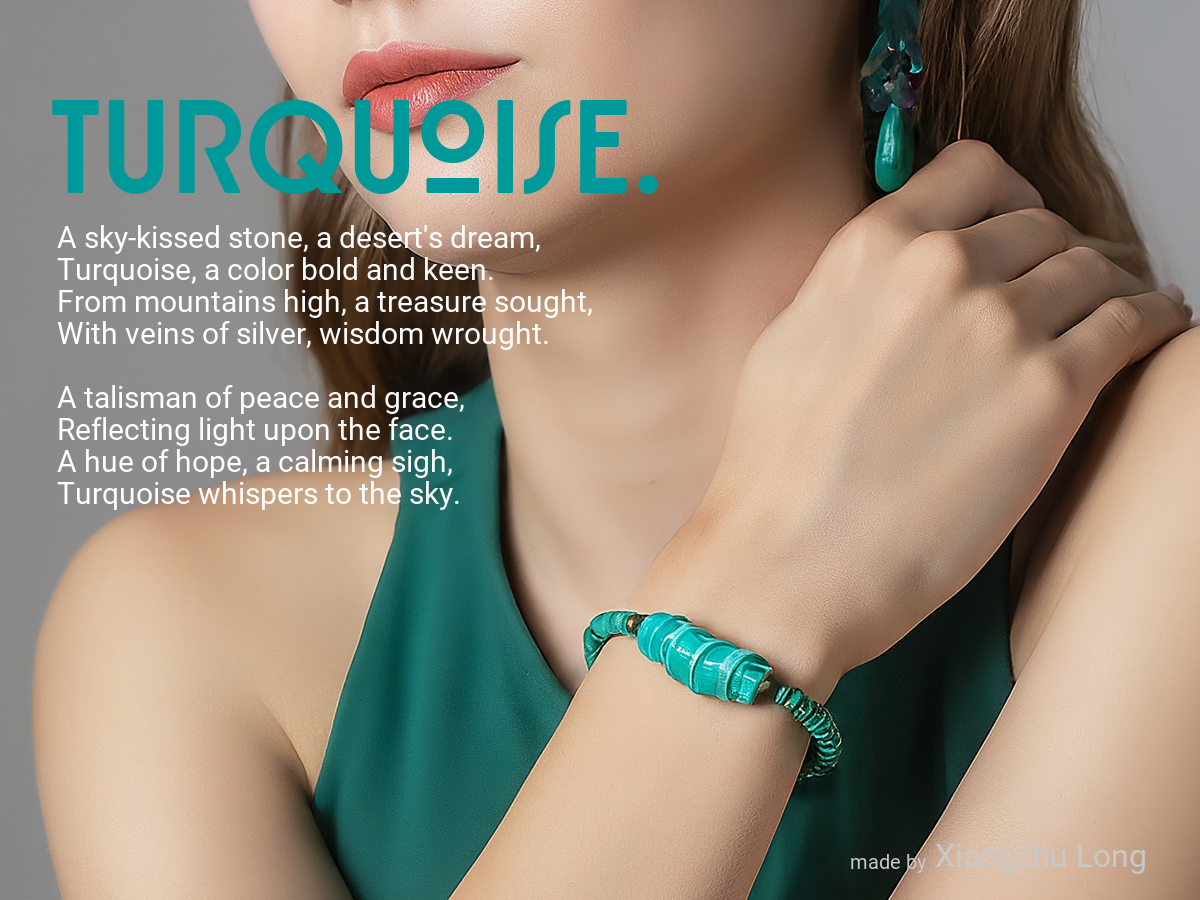 TURQUOISE.
A sky-kissed stone, a desert's dream,
Turquoise, a color bold and keen.
From mountains high, a treasure sought,
With veins of silver, wisdom wrought.
A talisman of peace and grace,
Reflecting light upon the face.
A hue of hope, a calming sigh,
Turquoise whispers to the sky.
made by Xiangzhu Long